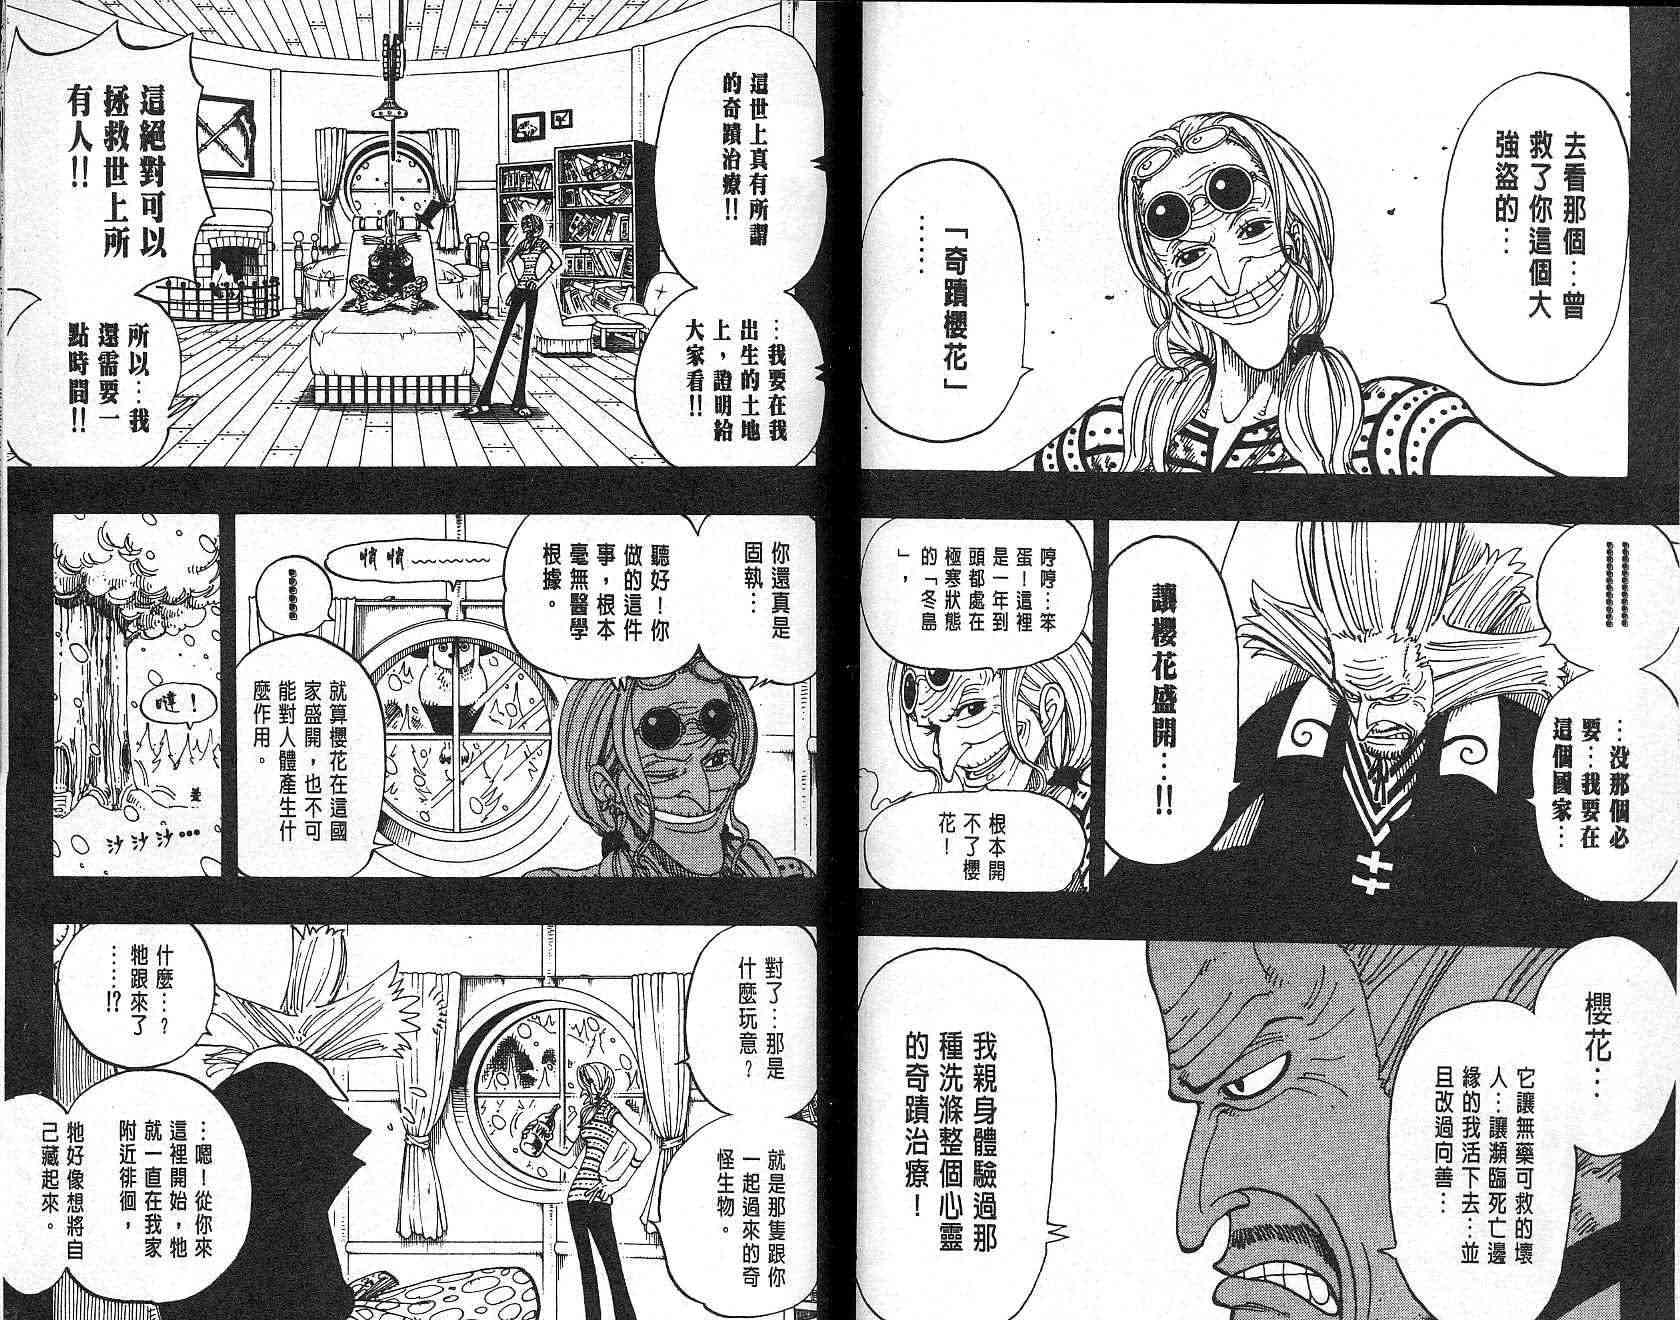 去看那個…曾
救了你這個大
強盜的…
「奇蹟櫻花」
……
…沒那個必
要…我要在
這個國家…
讓櫻花盛開…!!
哼哼…笨
蛋！這裡
是一年到
頭都處在
極寒狀態
的「冬島
」，
根本開
不了櫻
花！
櫻花…
它讓無藥可救的壞
人…讓瀕臨死亡邊
緣的我活下去…並
且改過向善…
我親身體驗過那
種洗滌整個心靈
的奇蹟治療！
這世上真有所謂
的奇蹟治療!!
…我要在我
出生的土地
上，證明給
大家看!!
這絕對可以
拯救世上所
有人!!
所以…我
還需要一
點時間!!
你還真是
固執…
聽好！你
做的這件
事，根本
毫無醫學
根據。
悄悄～
就算櫻花在這國
家盛開，也不可
能對人體產生什
麼作用。
噠！
沙沙沙…
對了…那是
什麼玩意？
就是那隻跟你
一起過來的奇
怪生物。
什麼…？
牠跟來了
……!?
…嗯！從你來
這裡開始，牠
就一直在我家
附近徘徊，
牠好像想將自
己藏起來。